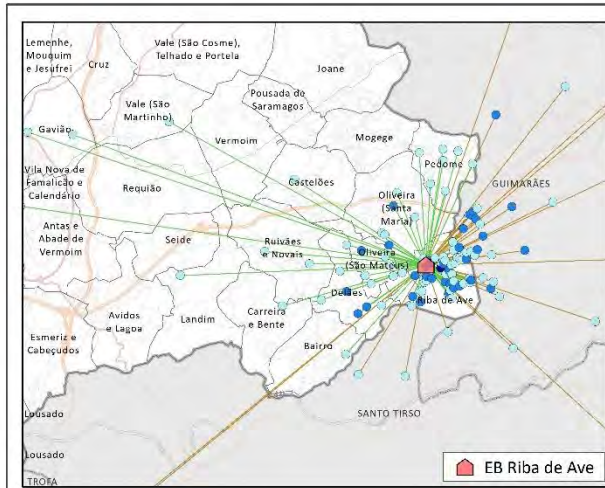 Lemenhe,
Mouquim
e Jesufrei
Cruz
Vale (São Cosme),
Telhado e Portela
Joane
Vale (São
Martinho)
Pousada de
Saramagos
Gavião
Vermoim
Mogege
Pedome
Vila Nova de
Famalicão e
Calendário
Requião
Castelões
GUIMARÃES
Oliveira
(Santa
Maria)
Antas e
Abade de
Vermoim
Seide
Ruivães
e Novais
Oliveira
(São Mateus)
Delães
Riba de Ave
Esmeriz e
Cabeçudos
Avidos
e Lagoa
Landim
Carreira
e Bente
Bairro
Lousado
SANTO TIRSO
Lousado
TROFA
EB Riba de Ave